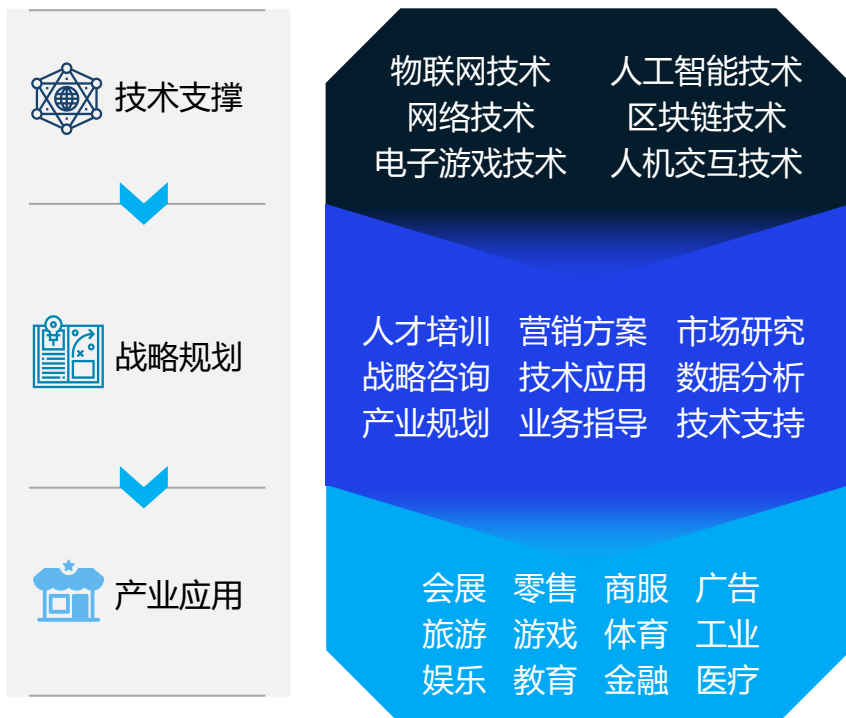 技术支撑
物联网技术 人工智能技术
网络技术 区块链技术
电子游戏技术 人机交互技术
战略规划
人才培训 营销方案 市场研究
战略咨询 技术应用 数据分析
产业规划 业务指导 技术支持
产业应用
会展 零售 商服 广告
旅游 游戏 体育 工业
娱乐 教育 金融 医疗